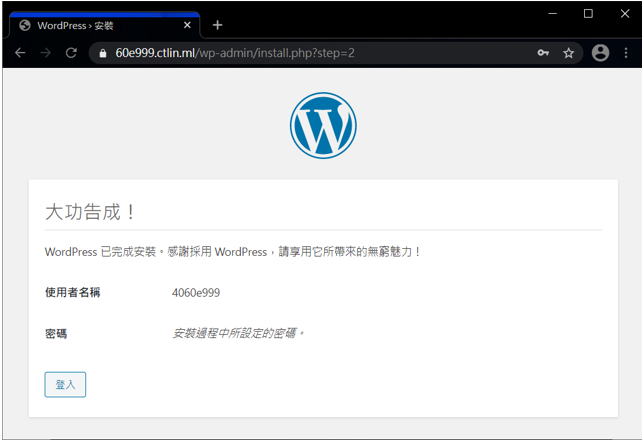 WordPress › 安裝
60e999.ctlin.ml/wp-admin/install.php?step=2
大功告成！
WordPress 已完成安裝。感謝採用 WordPress，請享用它所帶來的無窮魅力！
使用者名稱 4060e999
密碼 安裝過程中所設定的密碼。
登入